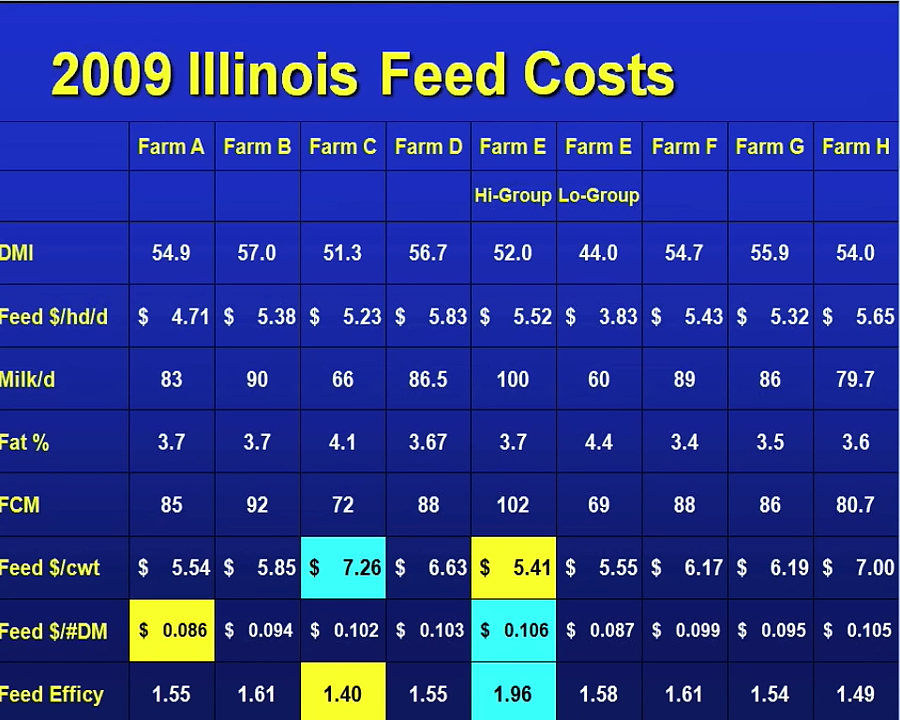 2009 Illinois Feed Costs
Farm A Farm B Farm C Farm D Farm E Farm E Farm F Farm G Farm H
Hi-Group Lo-Group
DMI 54.9 57.0 51.3 56.7 52.0 44.0 54.7 55.9 54.0
Feed $/hd/d $ 4.71 $ 5.38 $ 5.23 $ 5.83 $ 5.52 $ 3.83 $ 5.43 $ 5.32 $ 5.65
Milk/d 83 90 66 86.5 100 60 89 86 79.7
Fat % 3.7 3.7 4.1 3.67 3.7 4.4 3.4 3.5 3.6
FCM 85 92 72 88 102 69 88 86 80.7
Feed $/cwt $ 5.54 $ 5.85 $ 7.26 $ 6.63 $ 5.41 $ 5.55 $ 6.17 $ 6.19 $ 7.00
Feed $/#DM $ 0.086 $ 0.094 $ 0.102 $ 0.103 $ 0.106 $ 0.087 $ 0.099 $ 0.095 $ 0.105
Feed Efficy 1.55 1.61 1.40 1.55 1.96 1.58 1.61 1.54 1.49